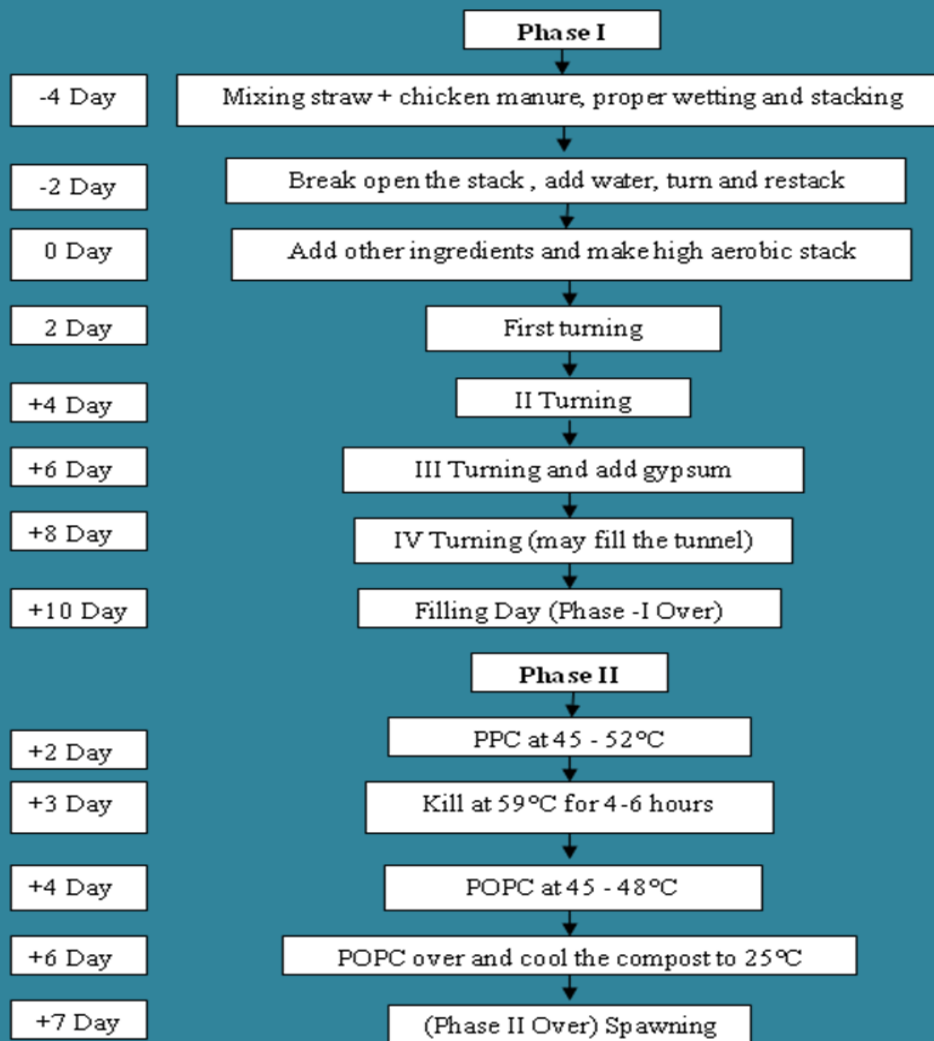 Phase I
-4 Day
Mixing straw + chicken manure, proper wetting and stacking
-2 Day
Break open the stack , add water, turn and restack
0 Day
Add other ingredients and make high aerobic stack
2 Day
First turning
+4 Day
II Turning
+6 Day
III Turning and add gypsum
+8 Day
IV Turning (may fill the tunnel)
+10 Day
Filling Day (Phase -I Over)
Phase II
+2 Day
PPC at 45 - 52°C
+3 Day
Kill at 59°C for 4-6 hours
+4 Day
POPC at 45 - 48°C
+6 Day
POPC over and cool the compost to 25°C
+7 Day
(Phase II Over) Spawning